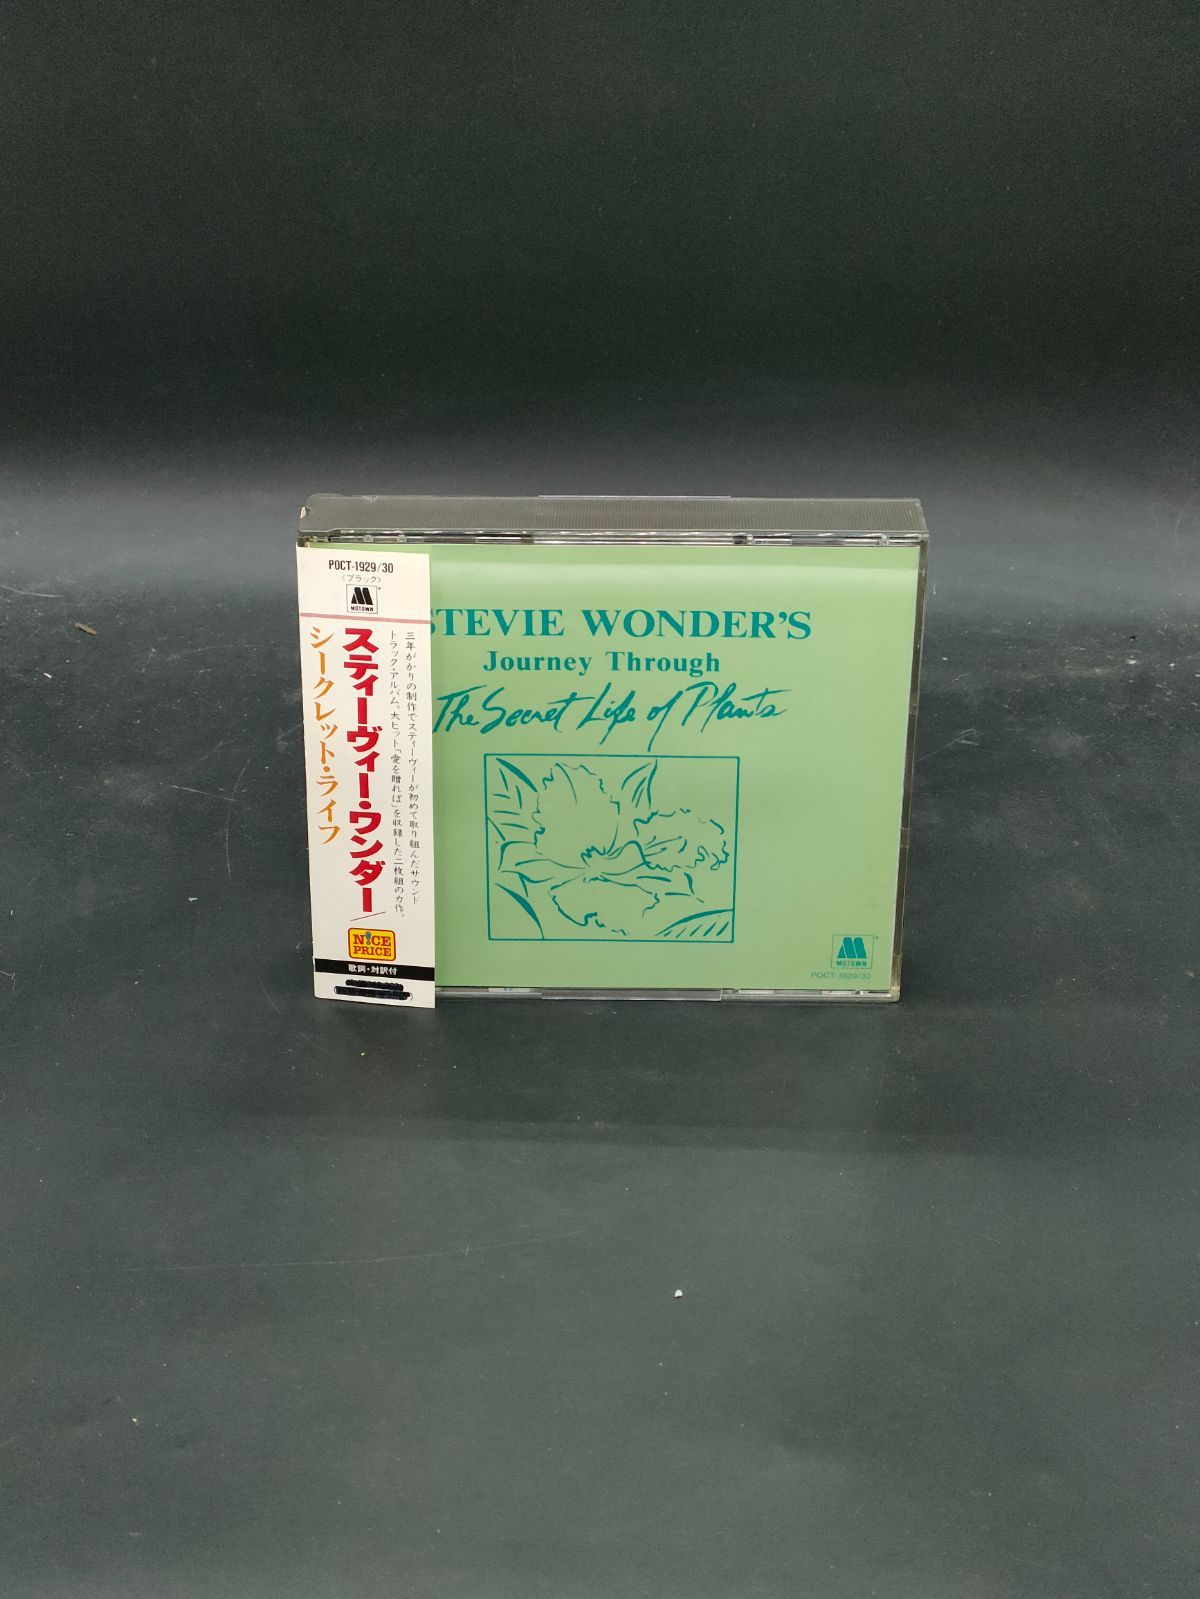 POCT-1929/30
〈ブラック〉
MOTOWN
三年がかりの制作でスティーヴィーが初めて取り組んだサウンド
トラック・アルバム。大ヒット「愛を贈れば」を収録した二枚組の力作。
スティーヴィー・ワンダー/
シークレット・ライフ
NICE
PRICE
歌詞・対訳付
STEVIE WONDER'S
Journey Through
The Secret Life of Plants
MOTOWN
POCT-1929/30